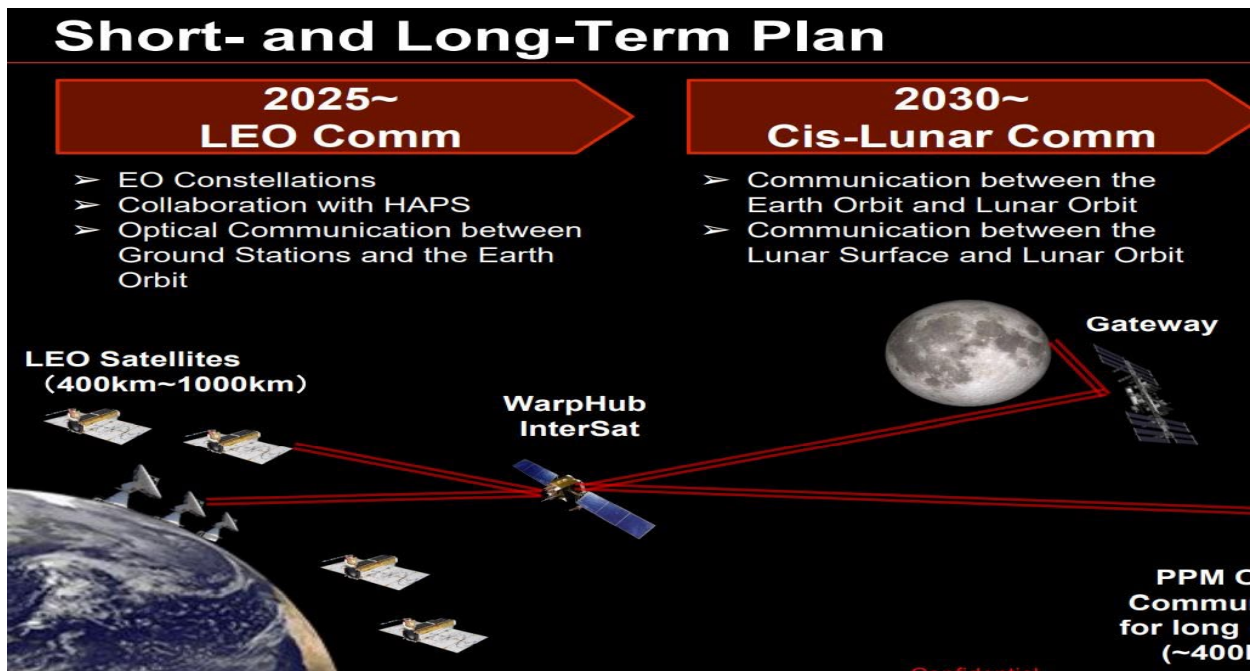 Short- and Long-Term Plan
2025~
LEO Comm
➢ EO Constellations
➢ Collaboration with HAPS
➢ Optical Communication between
Ground Stations and the Earth
Orbit
2030~
Cis-Lunar Comm
➢ Communication between the
Earth Orbit and Lunar Orbit
➢ Communication between the
Lunar Surface and Lunar Orbit
Gateway
LEO Satellites
(400km~1000km)
WarpHub
InterSat
PPM
for long